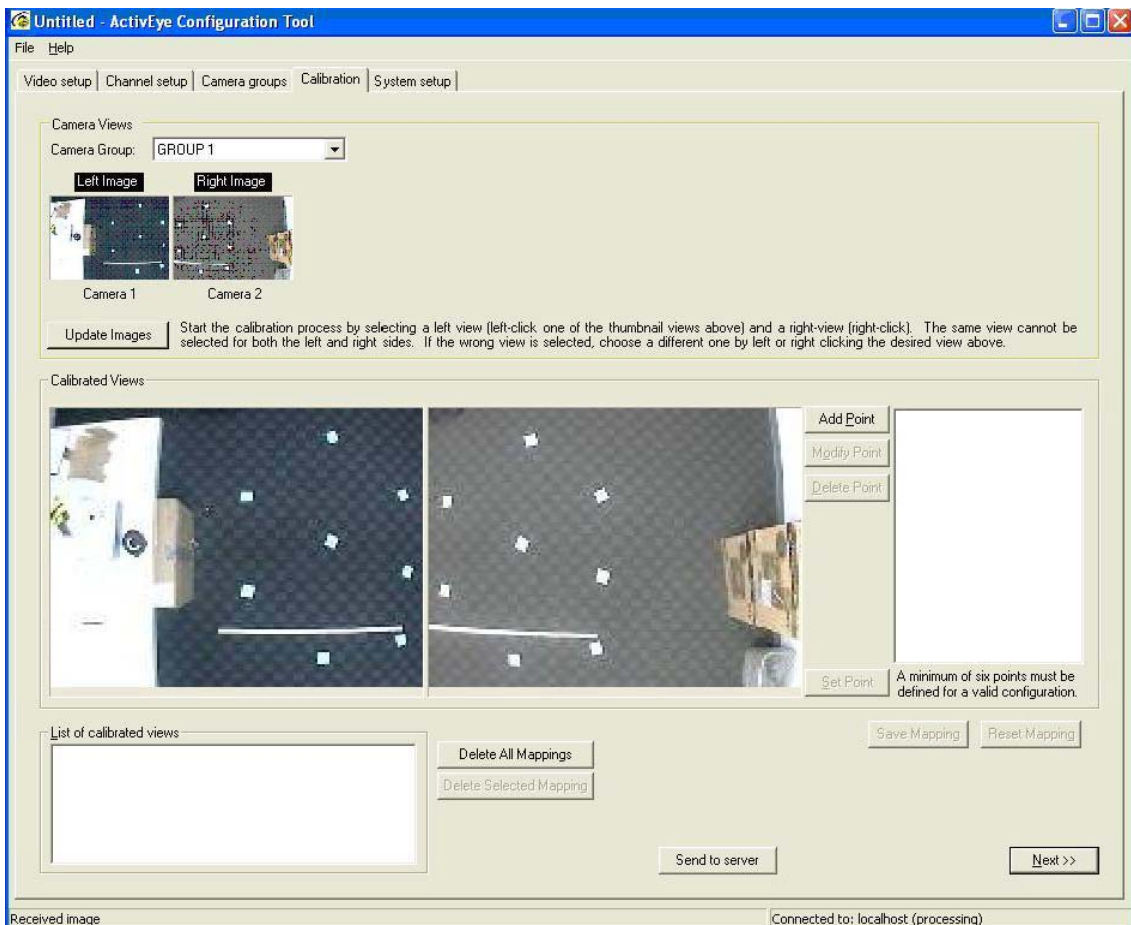 Untitled - ActivEye Configuration Tool
File Help
Video setup Channel setup Camera groups Calibration System setup
Camera Views
Camera Group: GROUP 1
Left Image Right Image
Camera 1 Camera 2
Update Images
Start the calibration process by selecting a left view (left-click one of the thumbnail views above) and a right-view (right-click). The same view cannot be
selected for both the left and right sides. If the wrong view is selected, choose a different one by left or right clicking the desired view above.
Calibrated Views
Add Point
Modify Point
Delete Point
Set Point
A minimum of six points must be
defined for a valid configuration.
Save Mapping Reset Mapping
List of calibrated views
Delete All Mappings
Delete Selected Mapping
Send to server
Next >>
Received image
Connected to: localhost (processing)